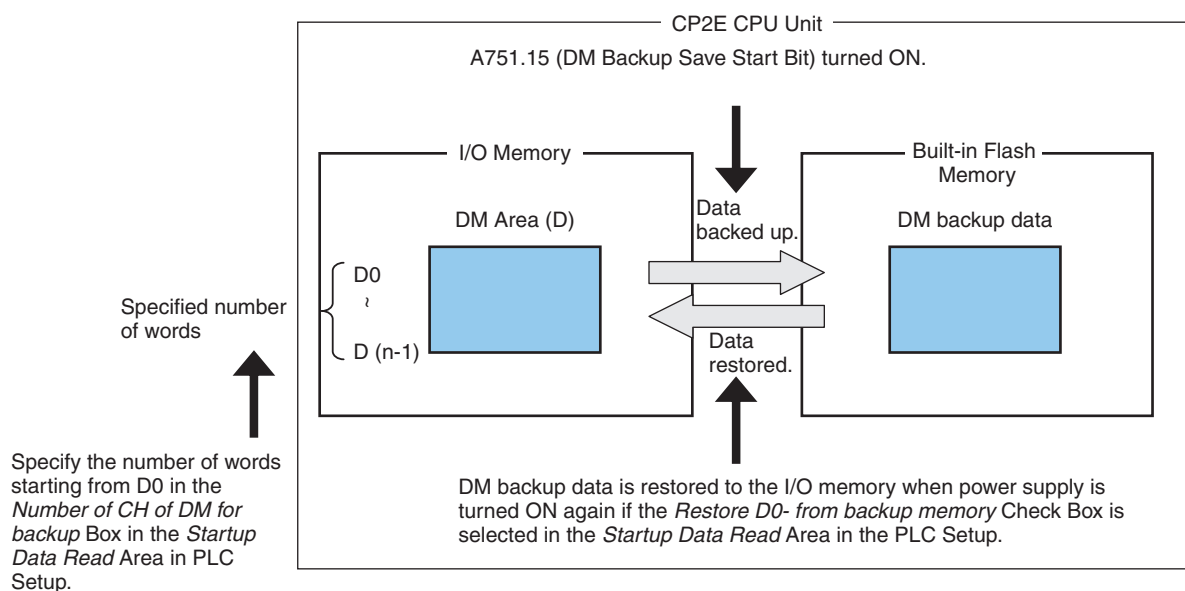 CP2E CPU Unit
A751.15 (DM Backup Save Start Bit) turned ON.
I/O Memory
Built-in Flash
Memory
DM Area (D)
Data
backed up.
DM backup data
D0
~
D (n-1)
Specified number
of words
Data
restored.
Specify the number of words
starting from D0 in the
Number of CH of DM for
backup Box in the Startup
Data Read Area in PLC
Setup.
DM backup data is restored to the I/O memory when power supply is
turned ON again if the Restore D0- from backup memory Check Box is
selected in the Startup Data Read Area in the PLC Setup.